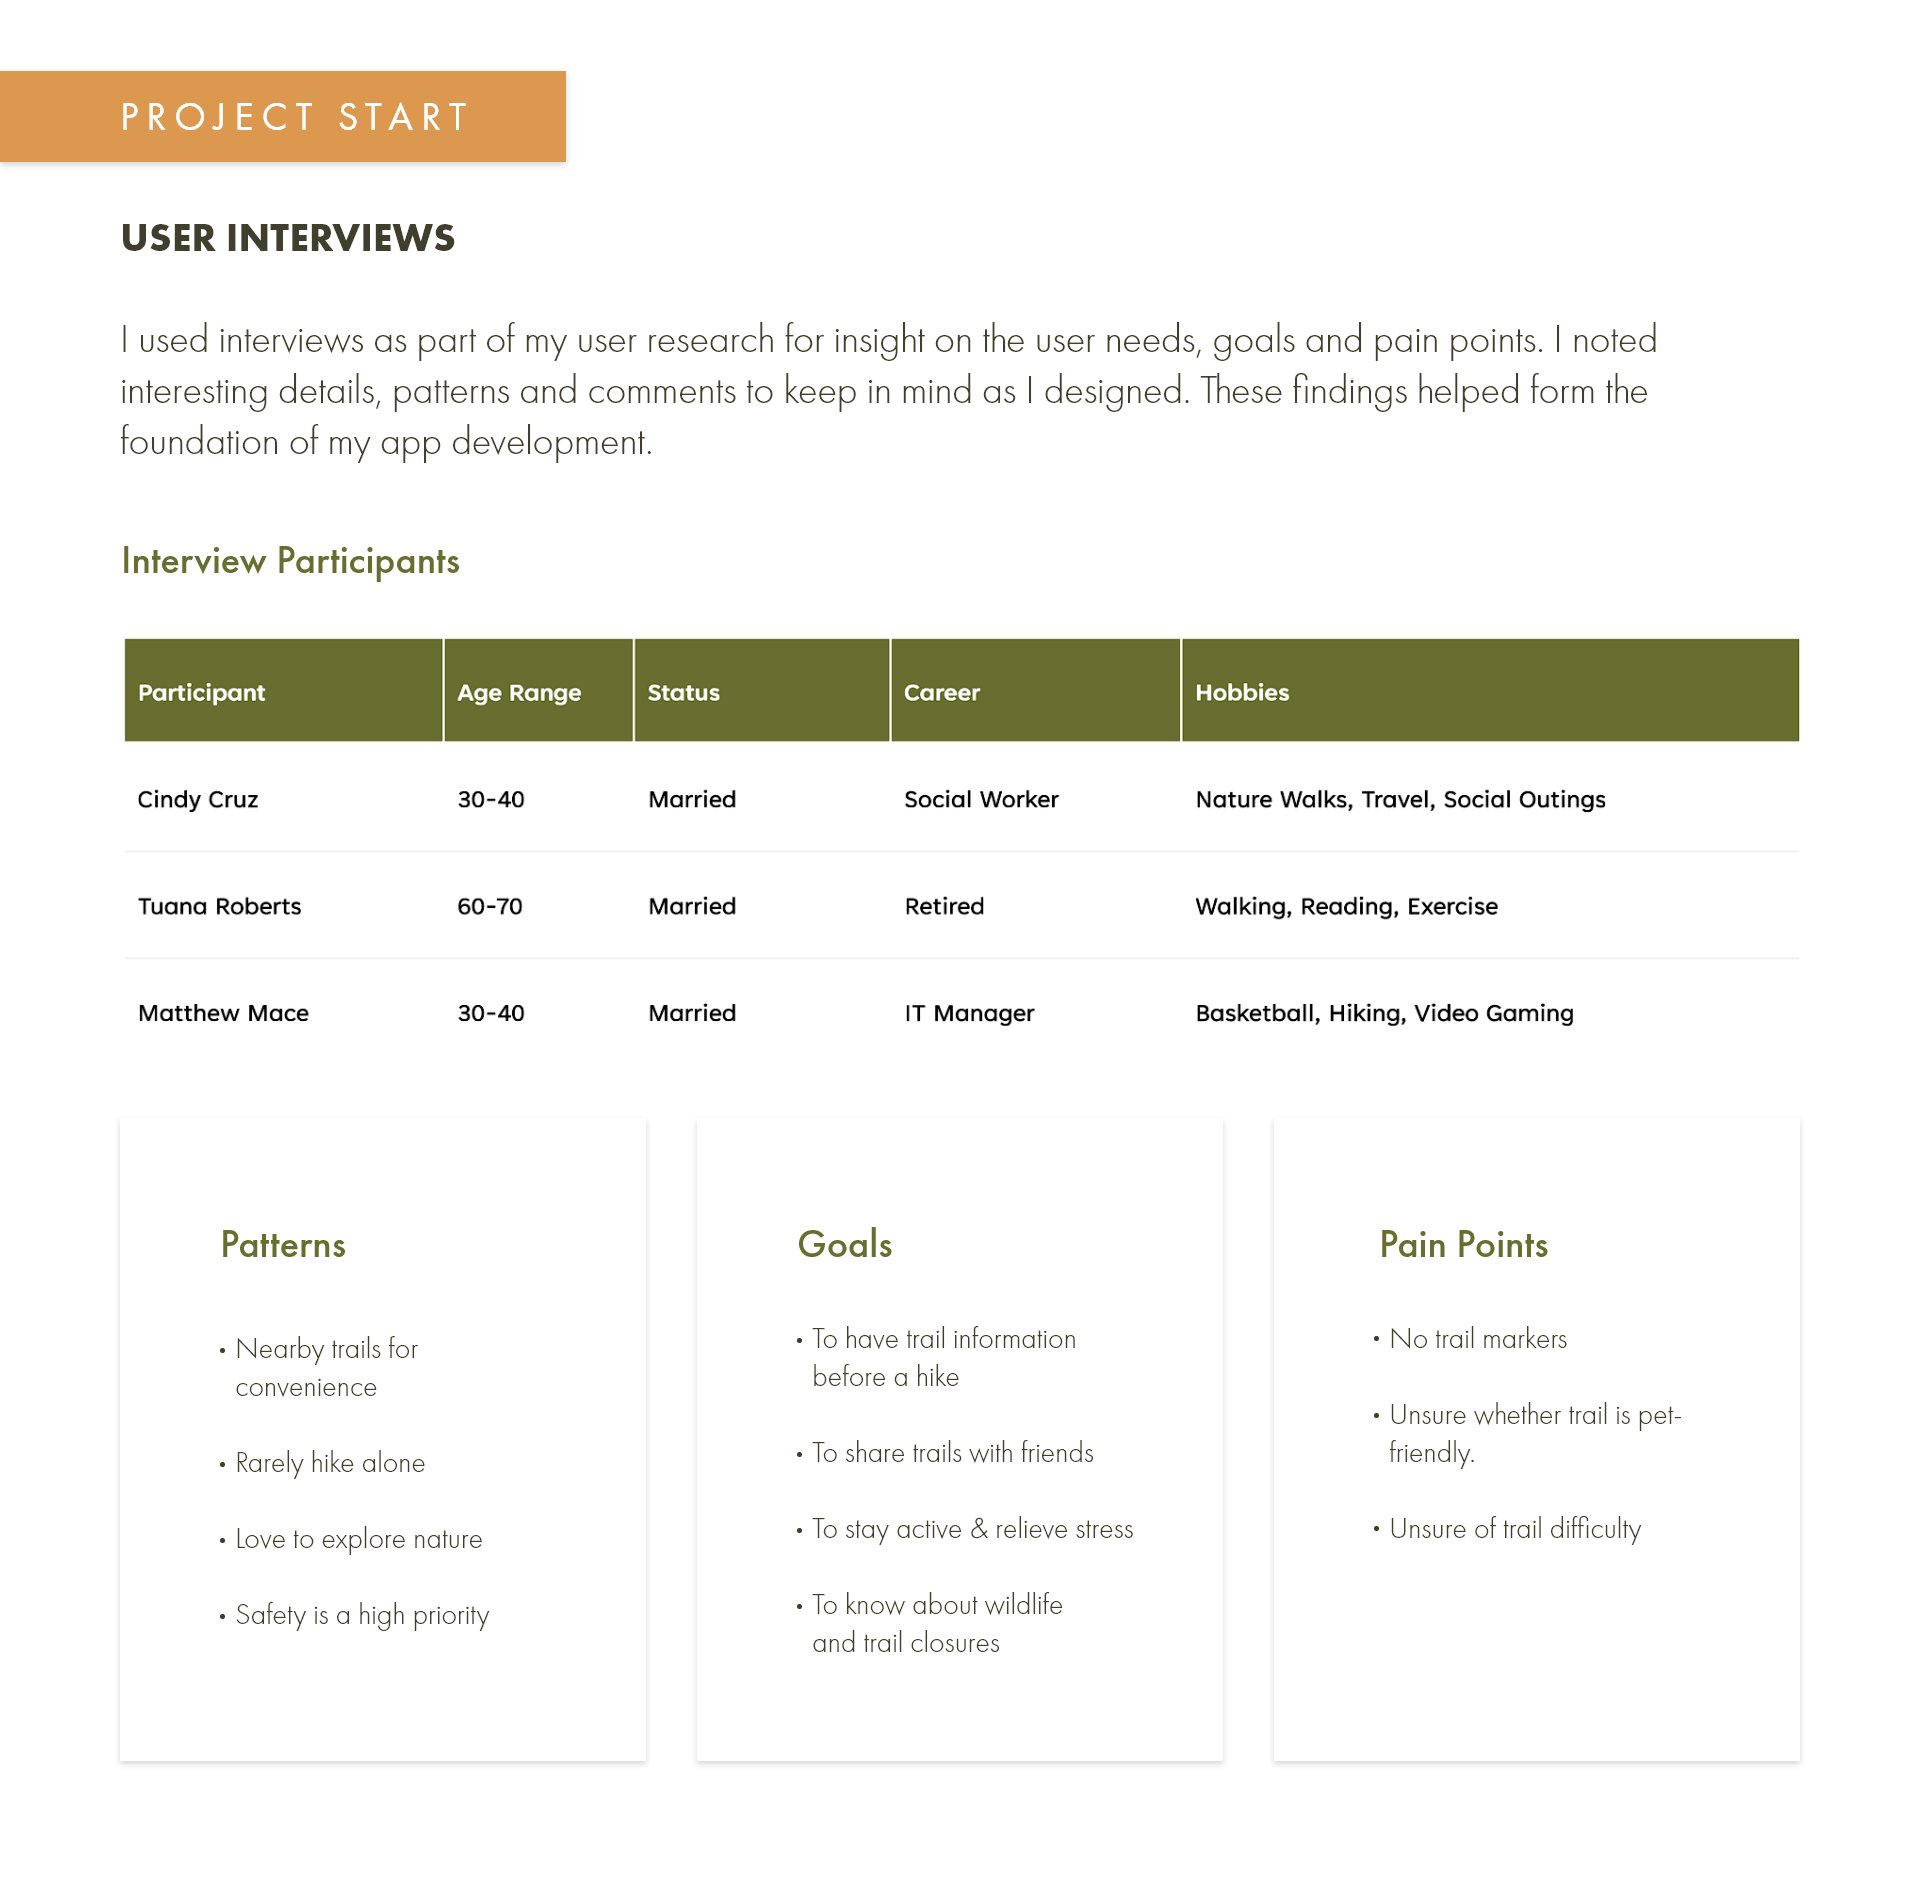 PROJECT START
USER INTERVIEWS
I used interviews as part of my user research for insight on the user needs, goals and pain points. I noted
interesting details, patterns and comments to keep in mind as I designed. These findings helped form the
foundation of my app development.
Interview Participants
Participant Age Range Status Career Hobbies
Cindy Cruz 30-40 Married Social Worker Nature Walks, Travel, Social Outings
Tuana Roberts 60-70 Married Retired Walking, Reading, Exercise
Matthew Mace 30-40 Married IT Manager Basketball, Hiking, Video Gaming
Patterns
• Nearby trails for
convenience
• Rarely hike alone
• Love to explore nature
• Safety is a high priority
Goals
• To have trail information
before a hike
• To share trails with friends
• To stay active & relieve stress
• To know about wildlife
and trail closures
Pain Points
• No trail markers
• Unsure whether trail is pet-
friendly.
• Unsure of trail difficulty